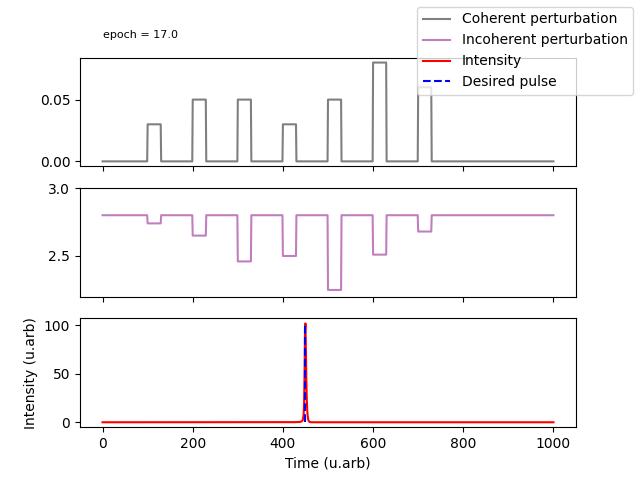 epoch = 17.0
Coherent perturbation
Incoherent perturbation
Intensity
Desired pulse
0.05
0.00
3.0
2.5
100
50
0
Intensity (u.arb)
0 200 400 600 800 1000
Time (u.arb)